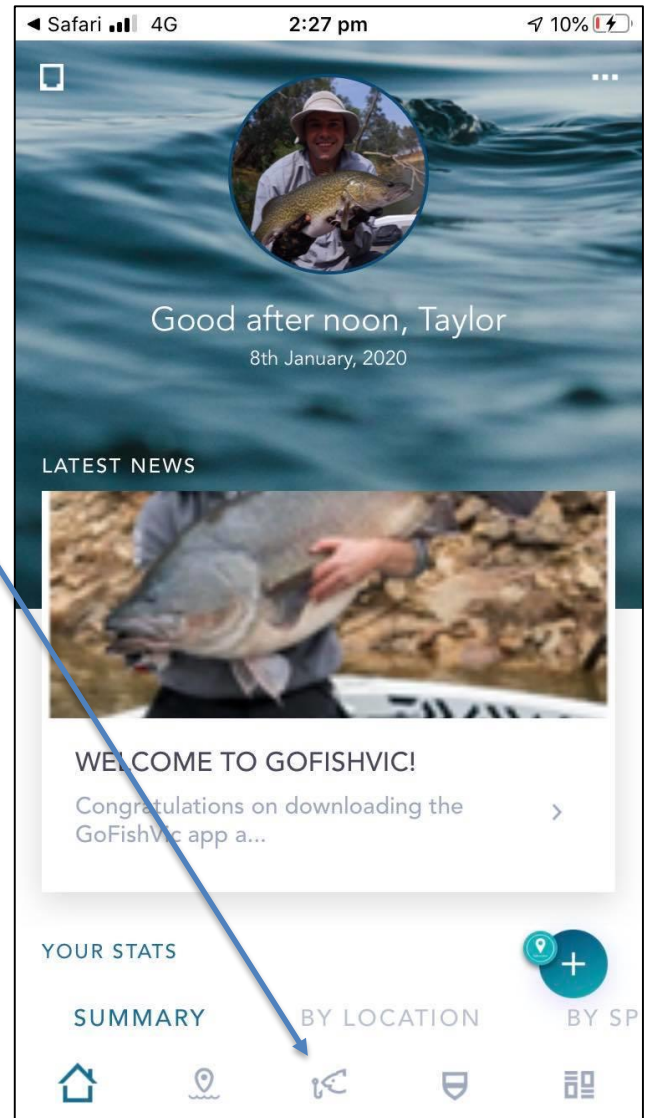 ◄ Safari 4G 2:27 pm 10%
Good after noon, Taylor
8th January, 2020
LATEST NEWS
WELCOME TO GOFISHVIC!
Congratulations on downloading the
GoFishVic app a...
YOUR STATS
SUMMARY BY LOCATION BY SP